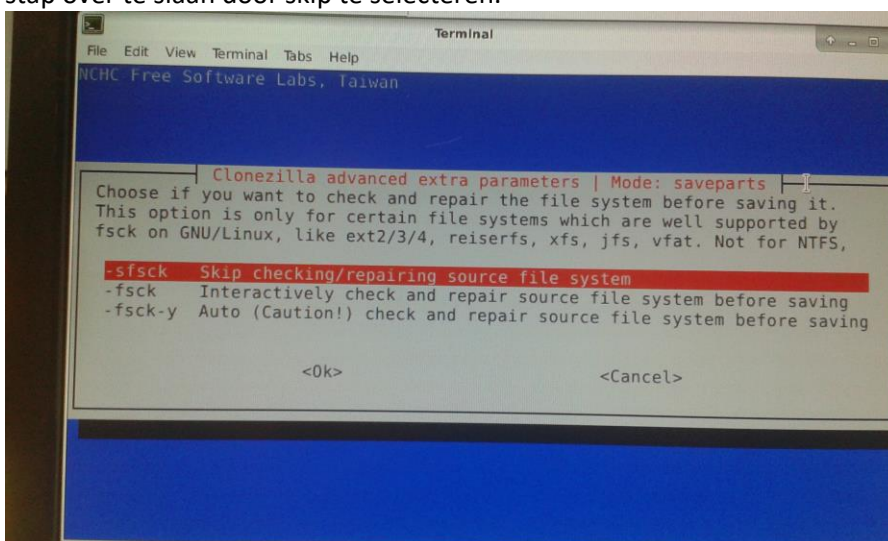 stap over te slaan door skip te selecteren.
Terminal
File Edit View Terminal Tabs Help
NCHC Free Software Labs, Taiwan
Clonezilla advanced extra parameters | Mode: saveparts
Choose if you want to check and repair the file system before saving it.
This option is only for certain file systems which are well supported by
fsck on GNU/Linux, like ext2/3/4, reiserfs, xfs, jfs, vfat. Not for NTFS,
-sfsck Skip checking/repairing source file system
-fsck Interactively check and repair source file system before saving
-fsck-y Auto (Caution!) check and repair source file system before saving
<Ok> <Cancel>